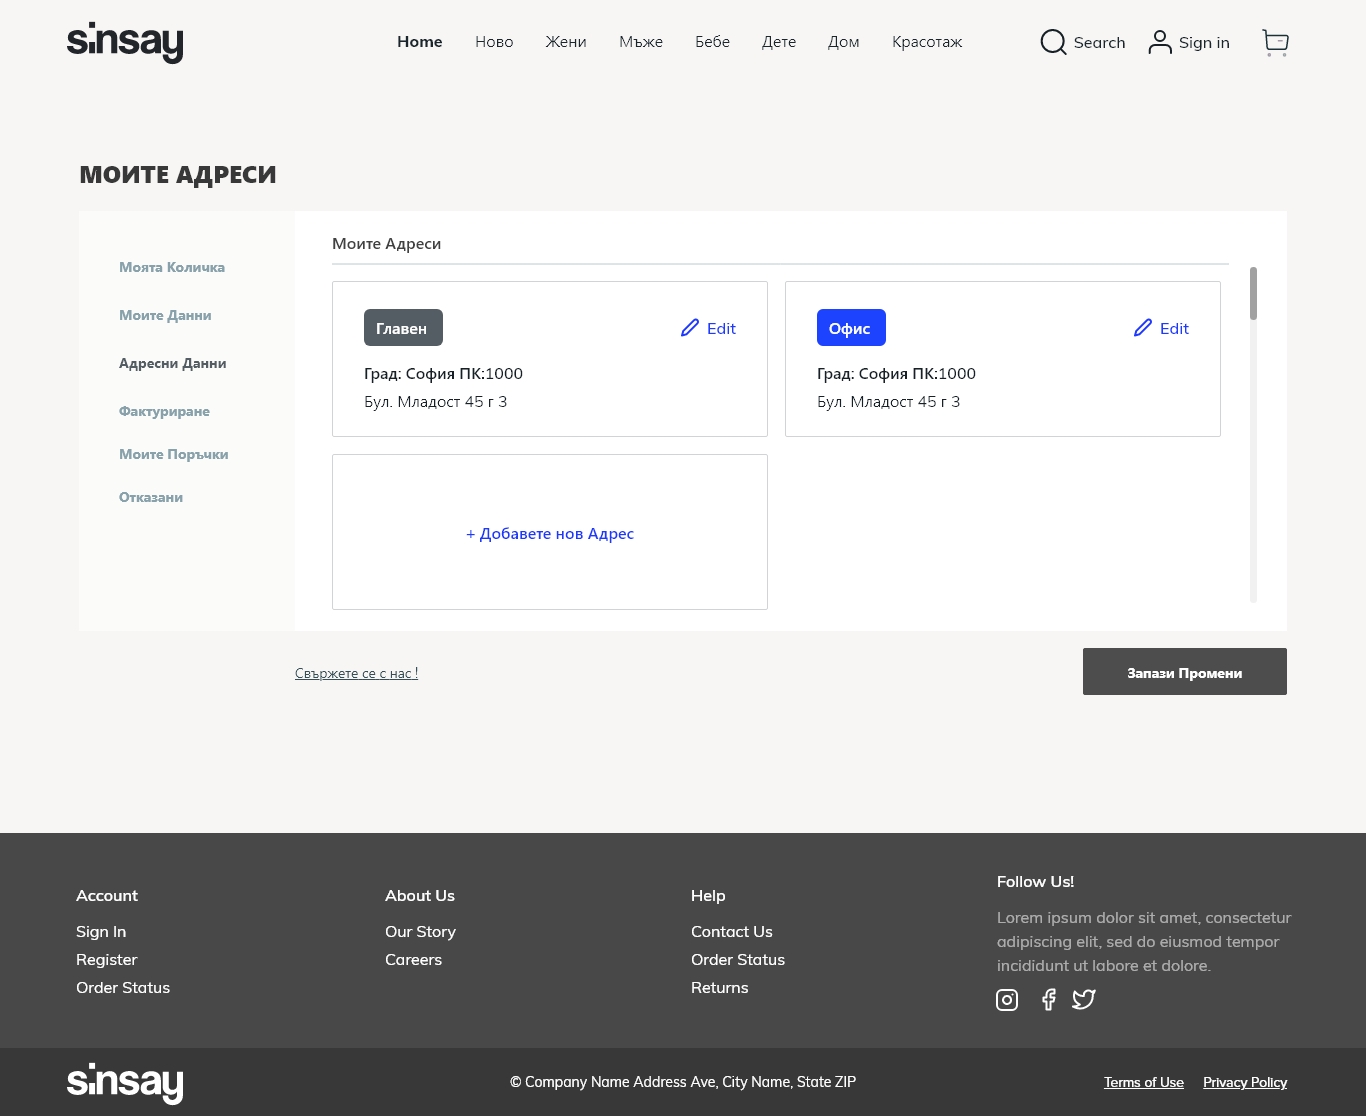 sinsay
Home Ново Жени Мъже Бебе Дете Дом Красотаж
Search Sign in
МОИТЕ АДРЕСИ
Моята Количка
Моите Данни
Адресни Данни
Фактуриране
Моите Поръчки
Отказани
Моите Адреси
Главен Edit
Град: София ПК:1000
Бул. Младост 45 г 3
Офис Edit
Град: София ПК:1000
Бул. Младост 45 г 3
+ Добавете нов Адрес
Свържете се с нас !
Запази Промени
Account
Sign In
Register
Order Status
About Us
Our Story
Careers
Help
Contact Us
Order Status
Returns
Follow Us!
Lorem ipsum dolor sit amet, consectetur
adipiscing elit, sed do eiusmod tempor
incididunt ut labore et dolore.
sinsay
© Company Name Address Ave, City Name, State ZIP
Terms of Use Privacy Policy